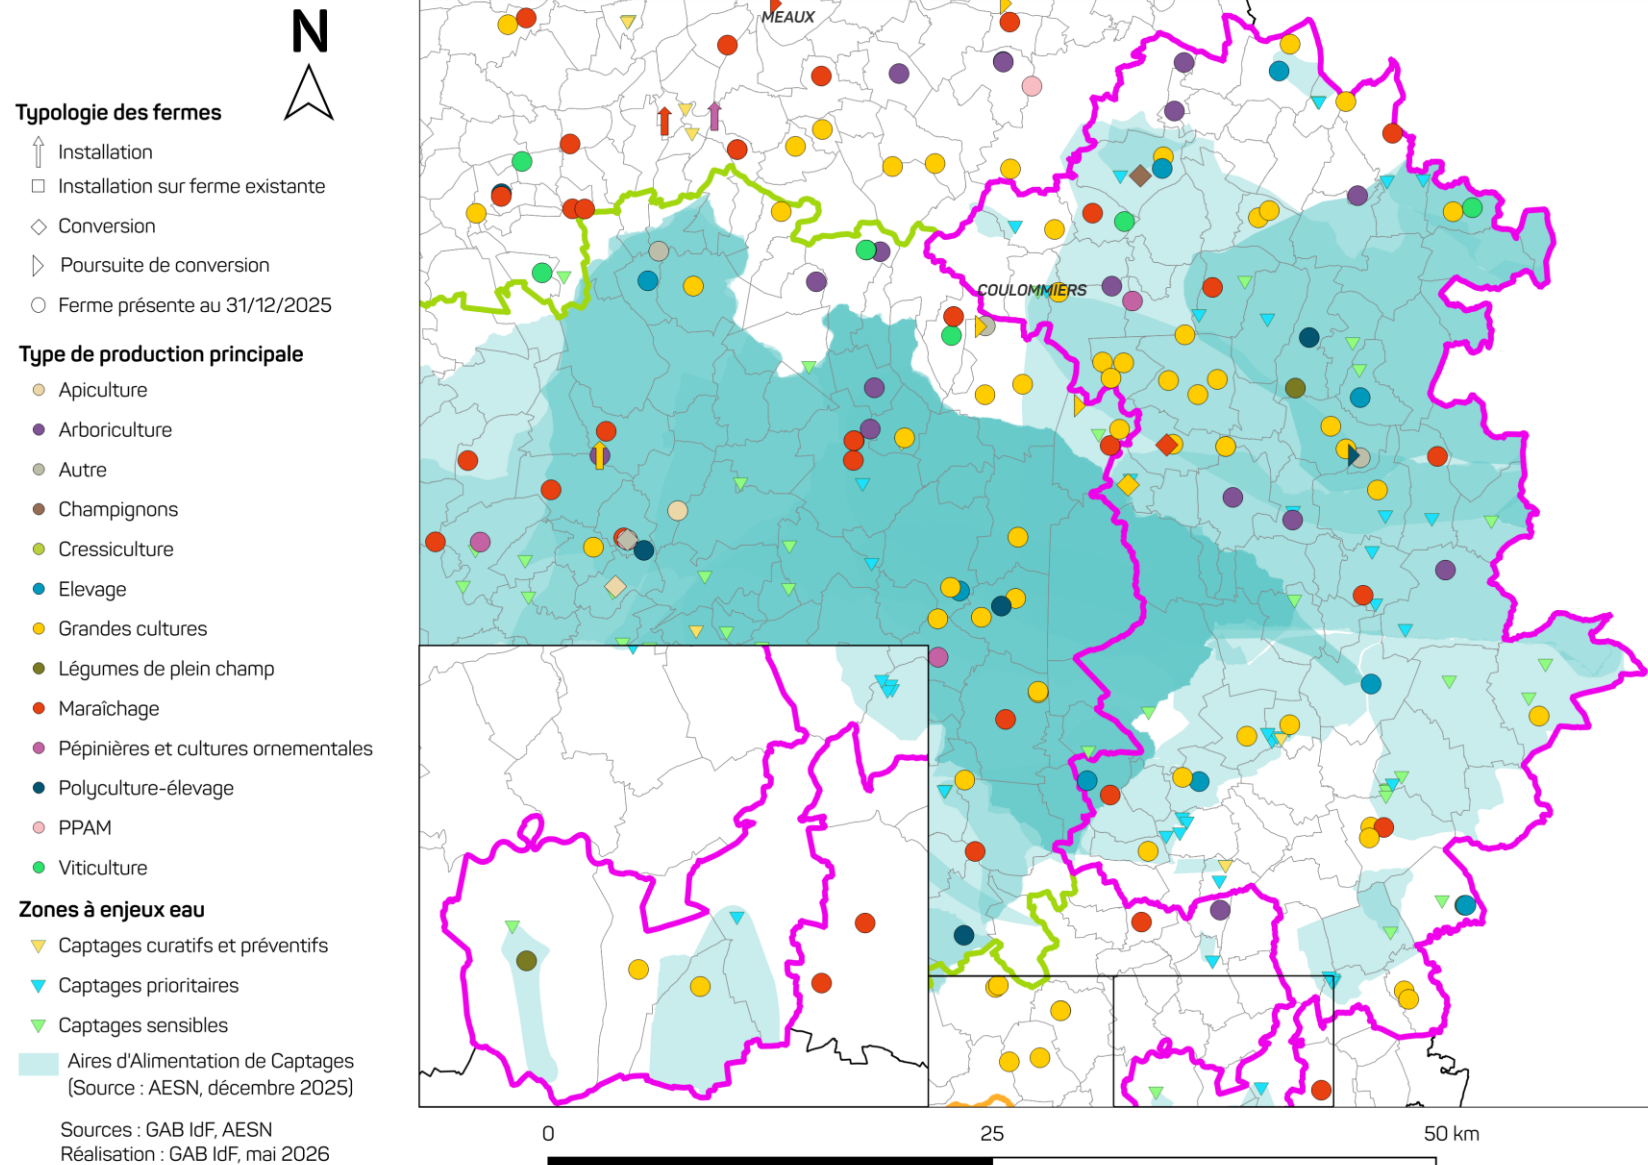 N
Typologie des fermes
Installation
Installation sur ferme existante
Conversion
Poursuite de conversion
Ferme présente au 31/12/2025
Type de production principale
Apiculture
Arboriculture
Autre
Champignons
Cressiculture
Elevage
Grandes cultures
Légumes de plein champ
Maraîchage
Pépinières et cultures ornementales
Polyculture-élevage
PPAM
Viticulture
Zones à enjeux eau
Captages curatifs et préventifs
Captages prioritaires
Captages sensibles
Aires d'Alimentation de Captages
(Source : AESN, décembre 2025)
Sources : GAB IdF, AESN
Réalisation : GAB IdF, mai 2026
MEAUX
COULOMMIERS
0 25 50 km